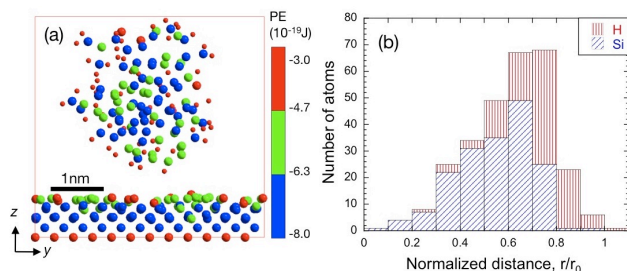 (a)
PE
(10⁻¹⁹J)
-3.0
-4.7
-6.3
-8.0
1nm
z
y
(b)
H
Si
Number of atoms
80
70
60
50
40
30
20
10
0
0 0.2 0.4 0.6 0.8 1
Normalized distance, r/r₀